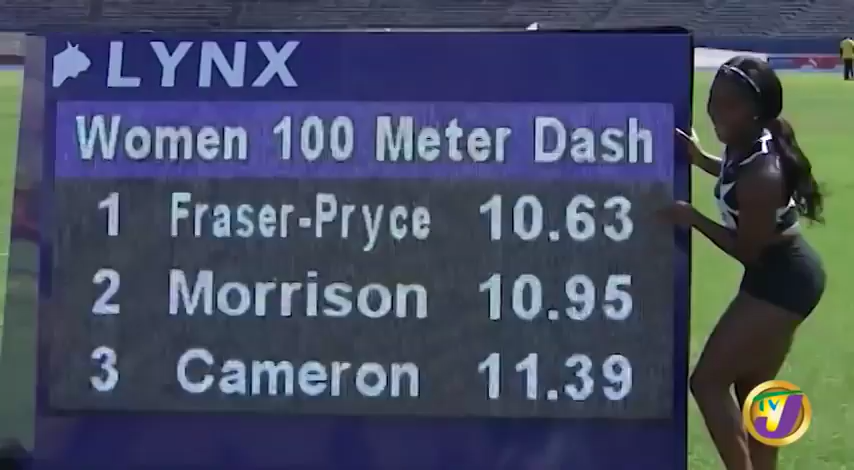 LYNX
Women 100 Meter Dash
1 Fraser-Pryce 10.63
2 Morrison 10.95
3 Cameron 11.39
TVJ